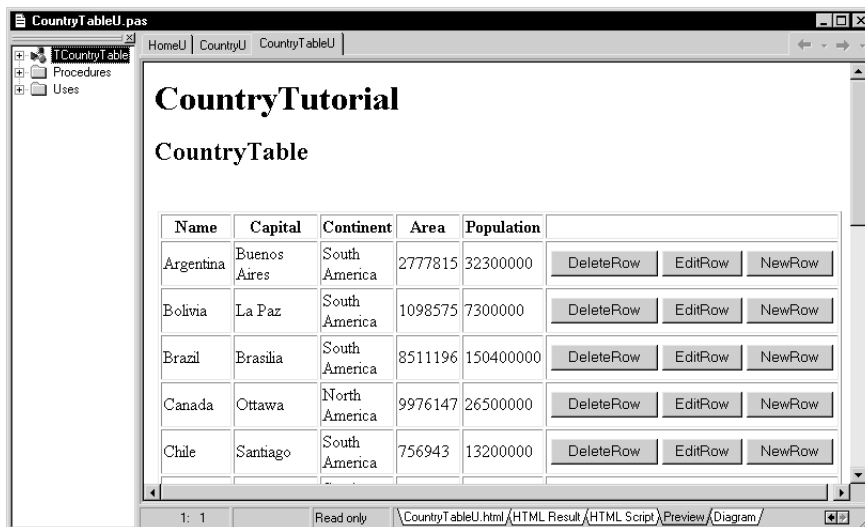 CountryTableU.pas
TCountryTable
Procedures
Uses
HomeU CountryU CountryTableU
CountryTutorial
CountryTable
Name Capital Continent Area Population
Argentina Buenos Aires South America 2777815 32300000 DeleteRow EditRow NewRow
Bolivia La Paz South America 1098575 7300000 DeleteRow EditRow NewRow
Brazil Brasilia South America 8511196 150400000 DeleteRow EditRow NewRow
Canada Ottawa North America 9976147 26500000 DeleteRow EditRow NewRow
Chile Santiago South America 756943 13200000 DeleteRow EditRow NewRow
1: 1 Read only CountryTableU.html HTML Result HTML Script Preview Diagram